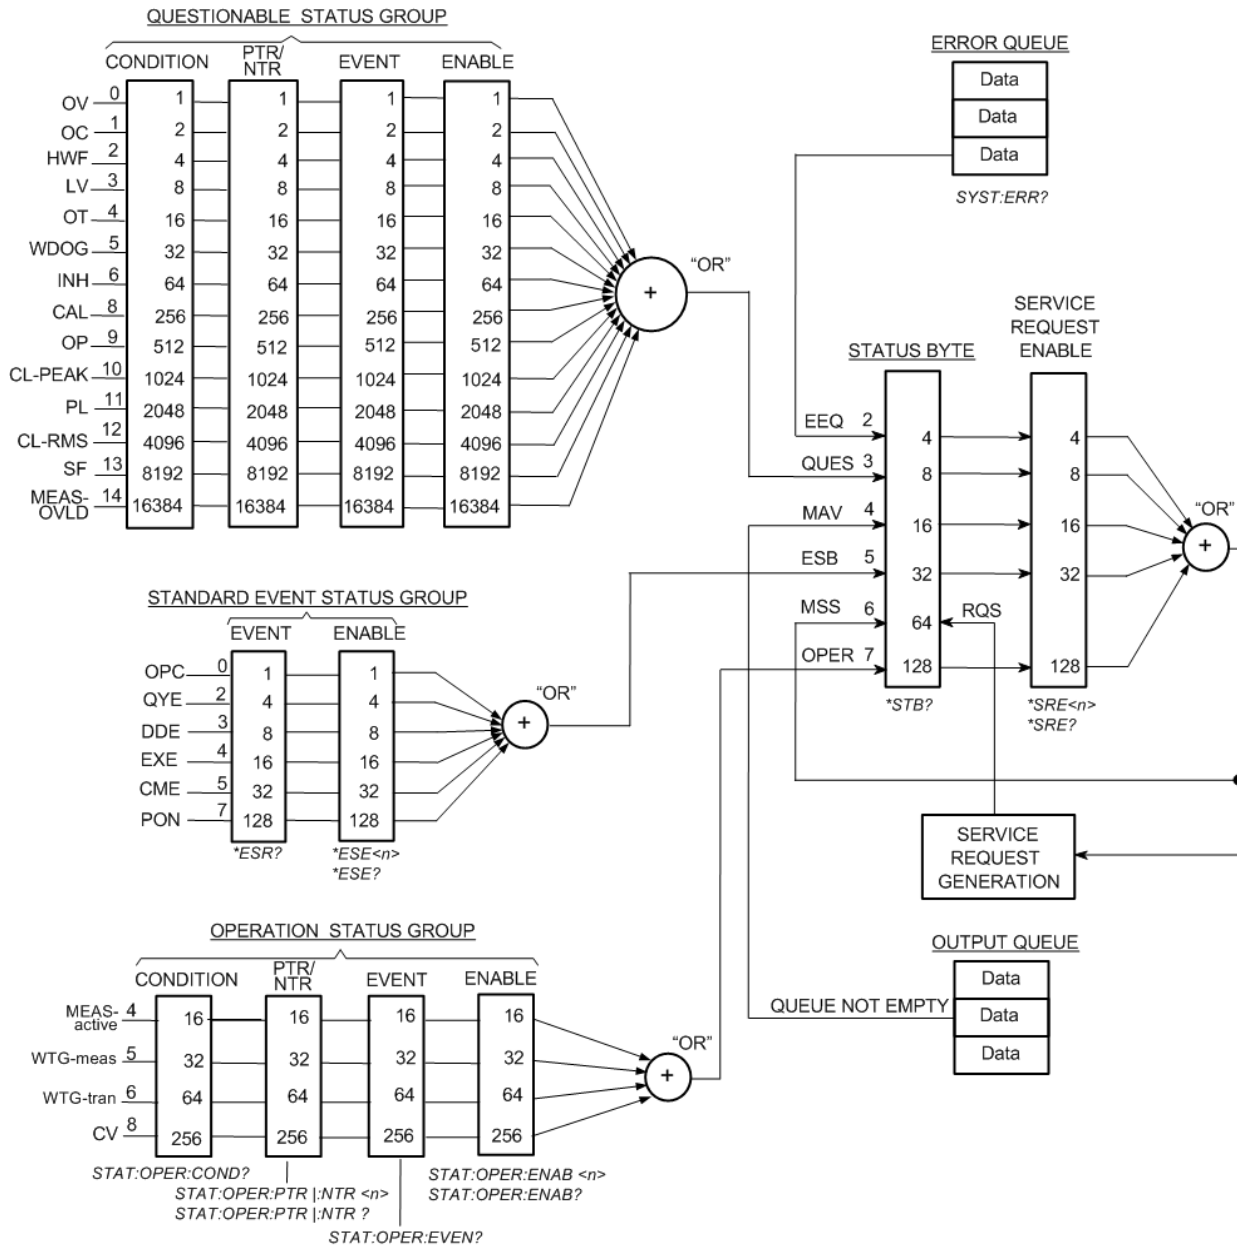 QUESTIONABLE STATUS GROUP
CONDITION PTR/ NTR EVENT ENABLE
OV 0 1 1 1 1
OC 1 2 2 2 2
HWF 2 4 4 4 4
LV 3 8 8 8 8
OT 4 16 16 16 16
WDOG 5 32 32 32 32
INH 6 64 64 64 64
CAL 8 256 256 256 256
OP 9 512 512 512 512
CL-PEAK 10 1024 1024 1024 1024
PL 11 2048 2048 2048 2048
CL-RMS 12 4096 4096 4096 4096
SF 13 8192 8192 8192 8192
MEAS-
OVLD 14 16384 16384 16384 16384
+
"OR"
ERROR QUEUE
Data
Data
Data
SYST:ERR?
STATUS BYTE
SERVICE
REQUEST
ENABLE
EEQ 2 4 4
QUES 3 8 8
MAV 4 16 16
ESB 5 32 32
MSS 6 64 RQS
OPER 7 128 128
*STB?
*SRE<n>
*SRE?
"OR"
+
STANDARD EVENT STATUS GROUP
EVENT ENABLE
OPC 0 1 1
QYE 2 4 4
DDE 3 8 8
EXE 4 16 16
CME 5 32 32
PON 7 128 128
*ESR?
*ESE<n>
*ESE?
"OR"
+
SERVICE
REQUEST
GENERATION
OPERATION STATUS GROUP
CONDITION PTR/ NTR EVENT ENABLE
MEAS-
active 4 16 16 16 16
WTG-meas 5 32 32 32 32
WTG-tran 6 64 64 64 64
CV 8 256 256 256 256
STAT:OPER:COND?
STAT:OPER:PTR |:NTR <n>
STAT:OPER:PTR |:NTR ?
STAT:OPER:EVEN?
STAT:OPER:ENAB <n>
STAT:OPER:ENAB?
"OR"
+
OUTPUT QUEUE
QUEUE NOT EMPTY
Data
Data
Data